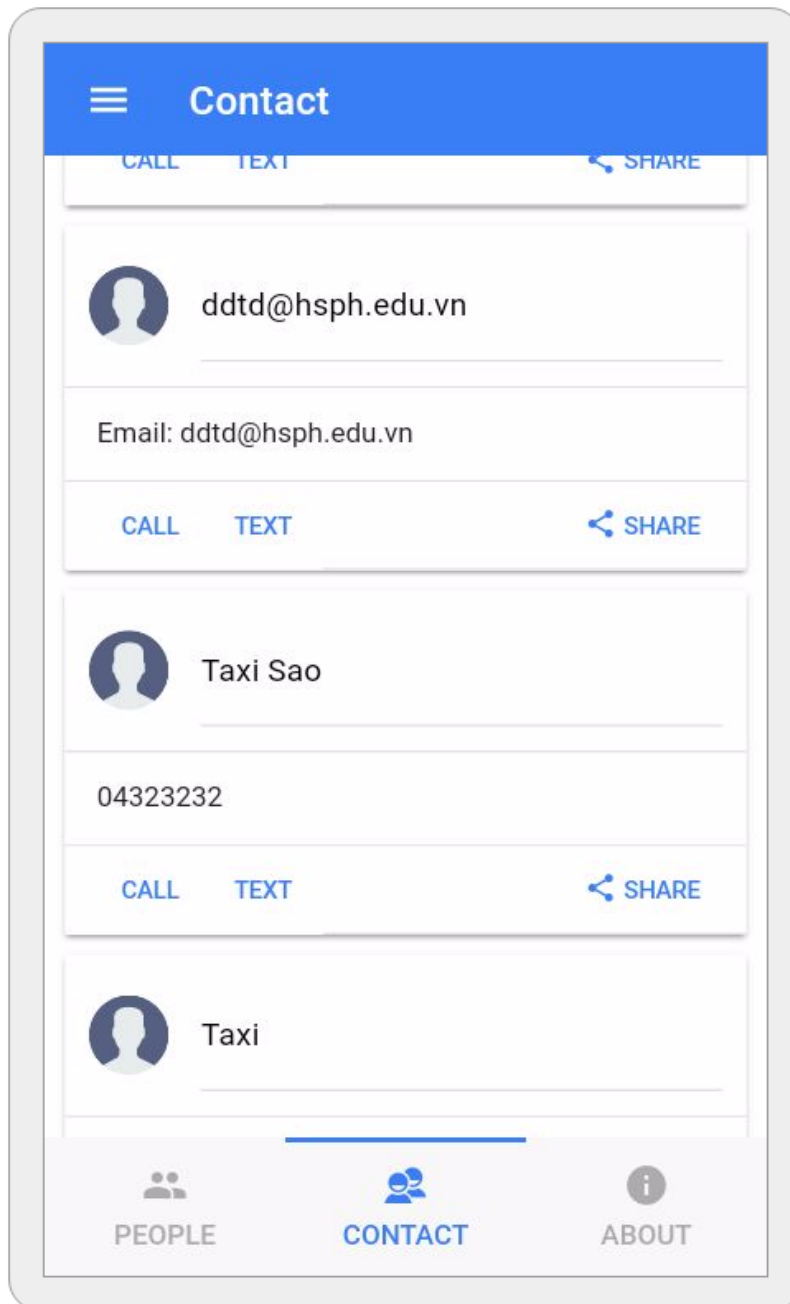 Contact
CALL TEXT SHARE
ddtd@hsph.edu.vn
Email: ddtd@hsph.edu.vn
CALL TEXT SHARE
Taxi Sao
04323232
CALL TEXT SHARE
Taxi
PEOPLE CONTACT ABOUT